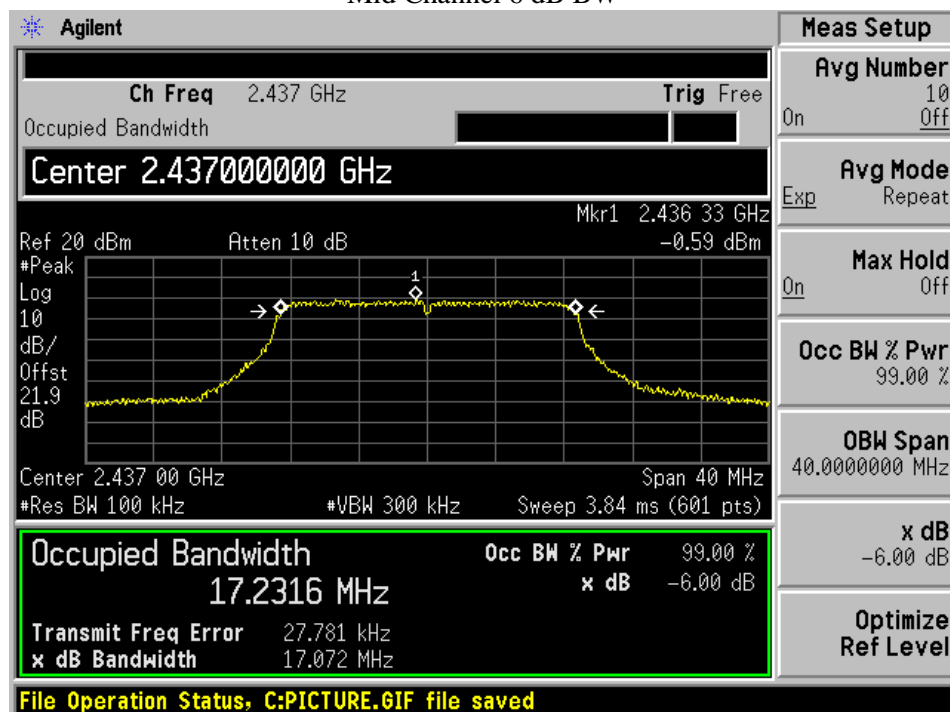 Agilent
Ch Freq 2.437 GHz Trig Free
Occupied Bandwidth
Center 2.437000000 GHz
Mkr1 2.436 33 GHz
Ref 20 dBm Atten 10 dB -0.59 dBm
#Peak
Log
10
dB/
Offst
21.9
dB
1
Center 2.437 00 GHz Span 40 MHz
#Res BW 100 kHz #VBW 300 kHz Sweep 3.84 ms (601 pts)
Occupied Bandwidth
17.2316 MHz
Occ BW % Pwr 99.00 %
x dB -6.00 dB
Transmit Freq Error 27.781 kHz
x dB Bandwidth 17.072 MHz
File Operation Status, C:PICTURE.GIF file saved
Meas Setup
Avg Number
10
On Off
Avg Mode
Exp Repeat
Max Hold
On Off
Occ BW % Pwr
99.00 %
OBW Span
40.0000000 MHz
x dB
-6.00 dB
Optimize
Ref Level